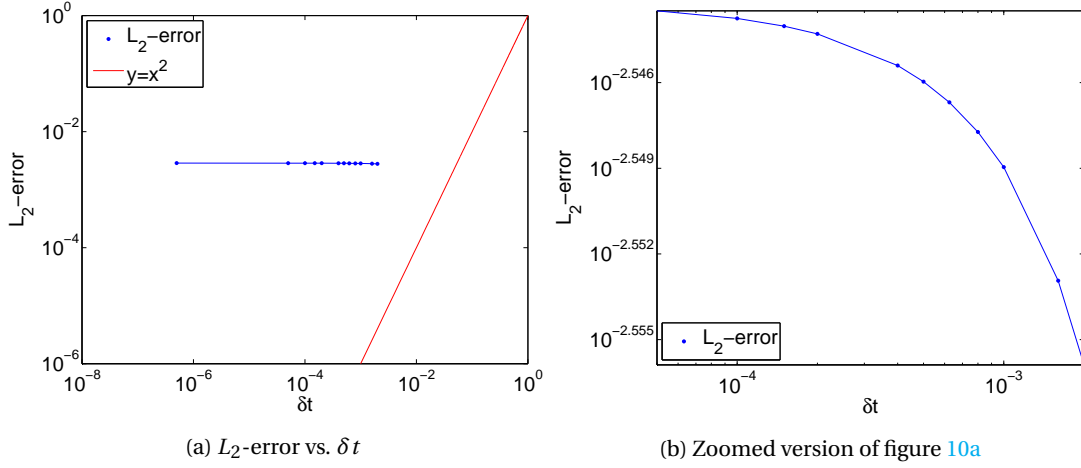 10^0
10^−2
10^−4
10^−6
L_2−error
10^−8
10^−6
10^−4
10^−2
10^0
δt
L_2−error
y=x^2
(a) L_2-error vs. δt
10^−2.546
10^−2.549
10^−2.552
10^−2.555
L_2−error
10^−4
10^−3
δt
L_2−error
(b) Zoomed version of figure 10a